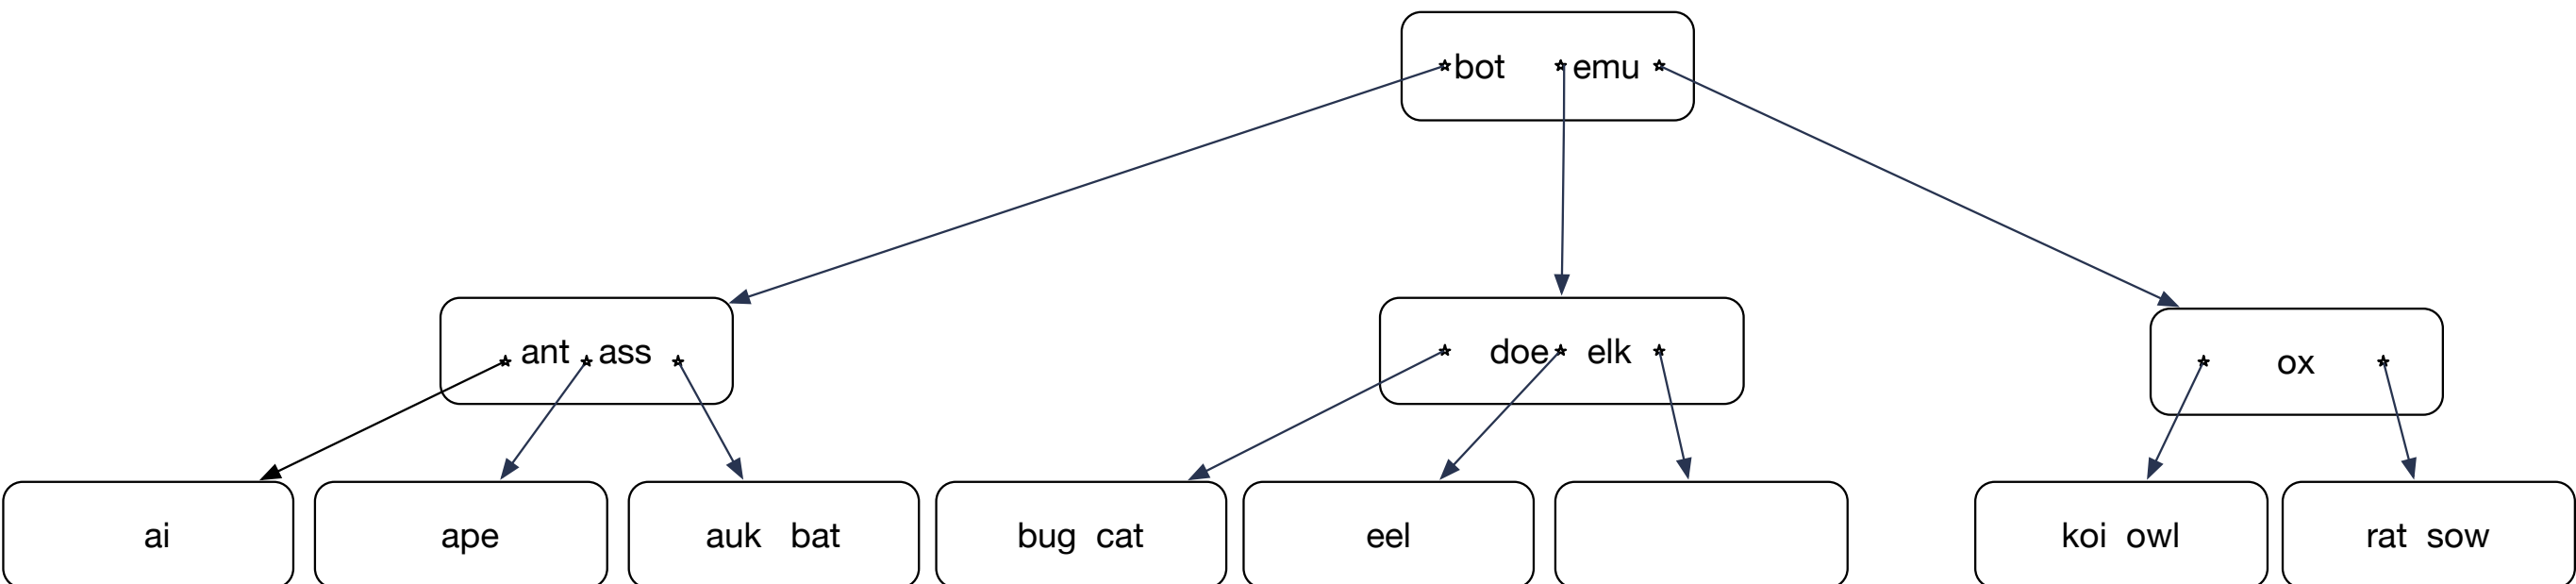 bot emu
ant ass
doe elk
ox
ai
ape
auk bat
bug cat
eel
koi owl
rat sow